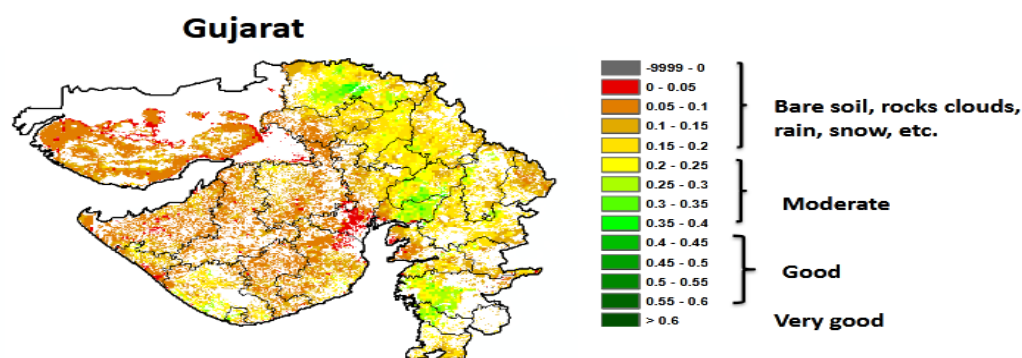 Gujarat
-9999 - 0
0 - 0.05
0.05 - 0.1
0.1 - 0.15
0.15 - 0.2
0.2 - 0.25
0.25 - 0.3
0.3 - 0.35
0.35 - 0.4
0.4 - 0.45
0.45 - 0.5
0.5 - 0.55
0.55 - 0.6
> 0.6
Bare soil, rocks clouds,
rain, snow, etc.
Moderate
Good
Very good